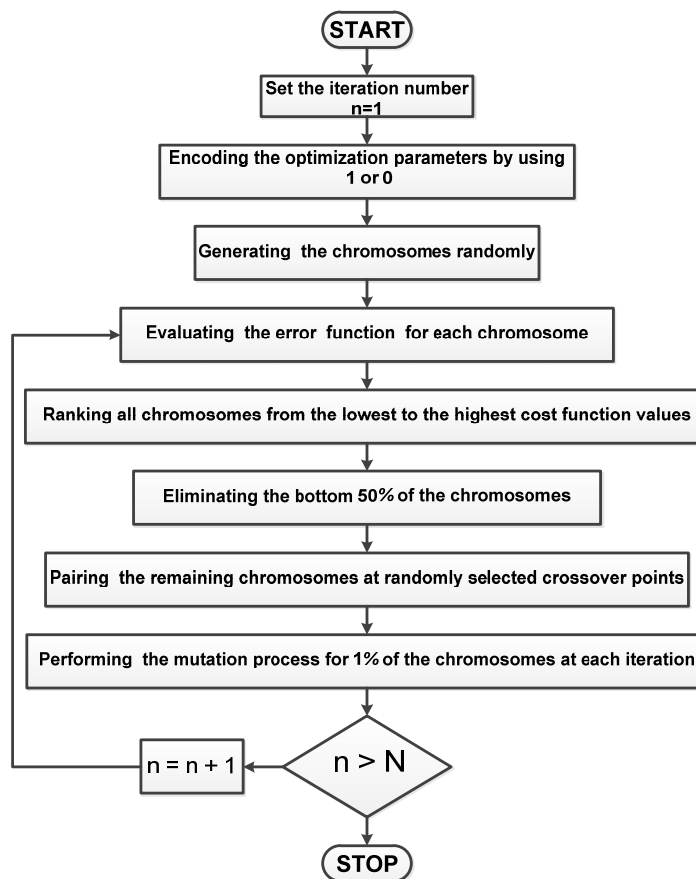 START
Set the iteration number
n=1
Encoding the optimization parameters by using
1 or 0
Generating the chromosomes randomly
Evaluating the error function for each chromosome
Ranking all chromosomes from the lowest to the highest cost function values
Eliminating the bottom 50% of the chromosomes
Pairing the remaining chromosomes at randomly selected crossover points
Performing the mutation process for 1% of the chromosomes at each iteration
n = n + 1
n > N
STOP